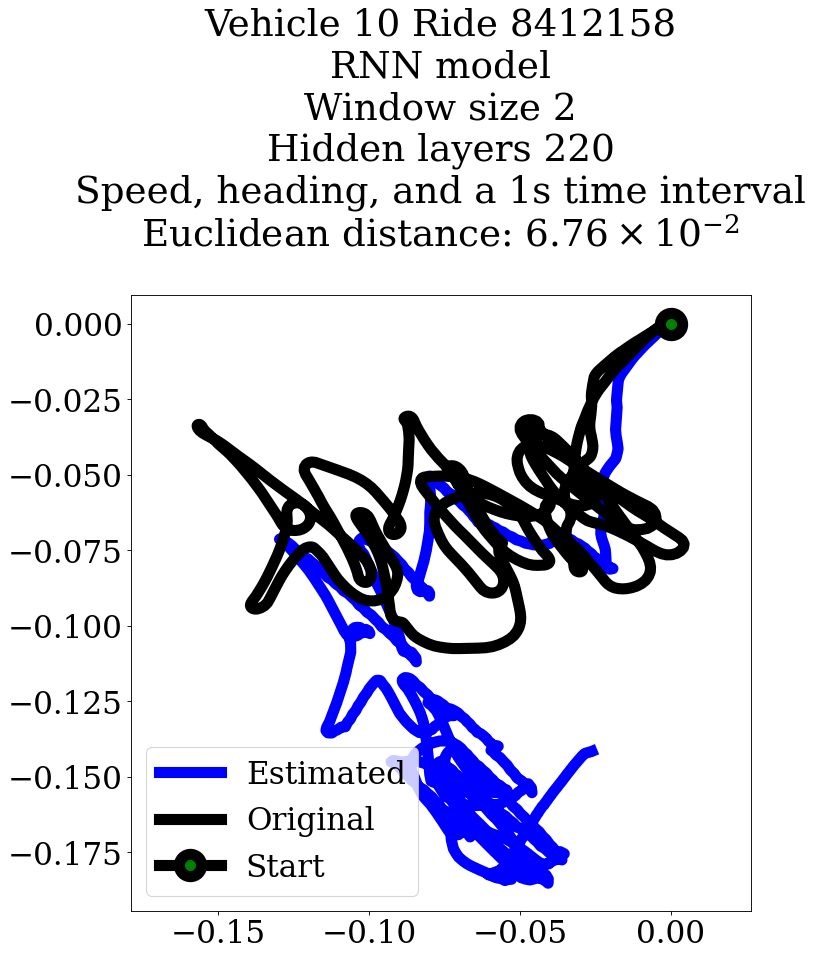 Vehicle 10 Ride 8412158
RNN model
Window size 2
Hidden layers 220
Speed, heading, and a 1s time interval
Euclidean distance: 6.76 × 10⁻²
0.000
−0.025
−0.050
−0.075
−0.100
−0.125
−0.150
−0.175
Estimated
Original
Start
−0.15 −0.10 −0.05 0.00